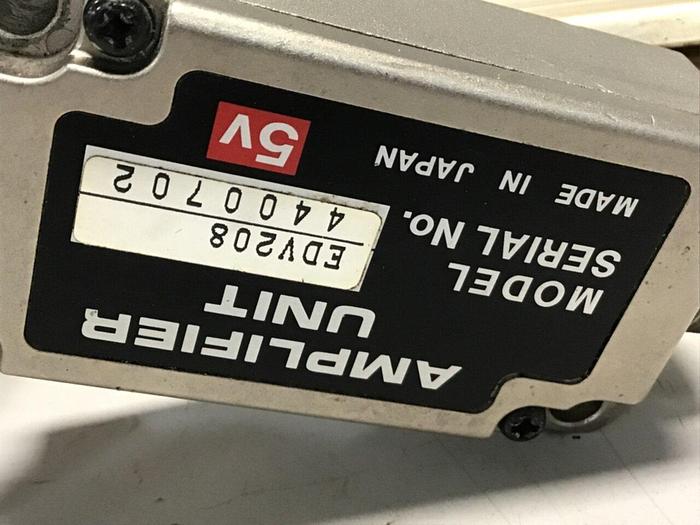 AMPLIFIER
UNIT
MODEL EDV208
SERIAL NO. 4400702
MADE IN JAPAN 5V